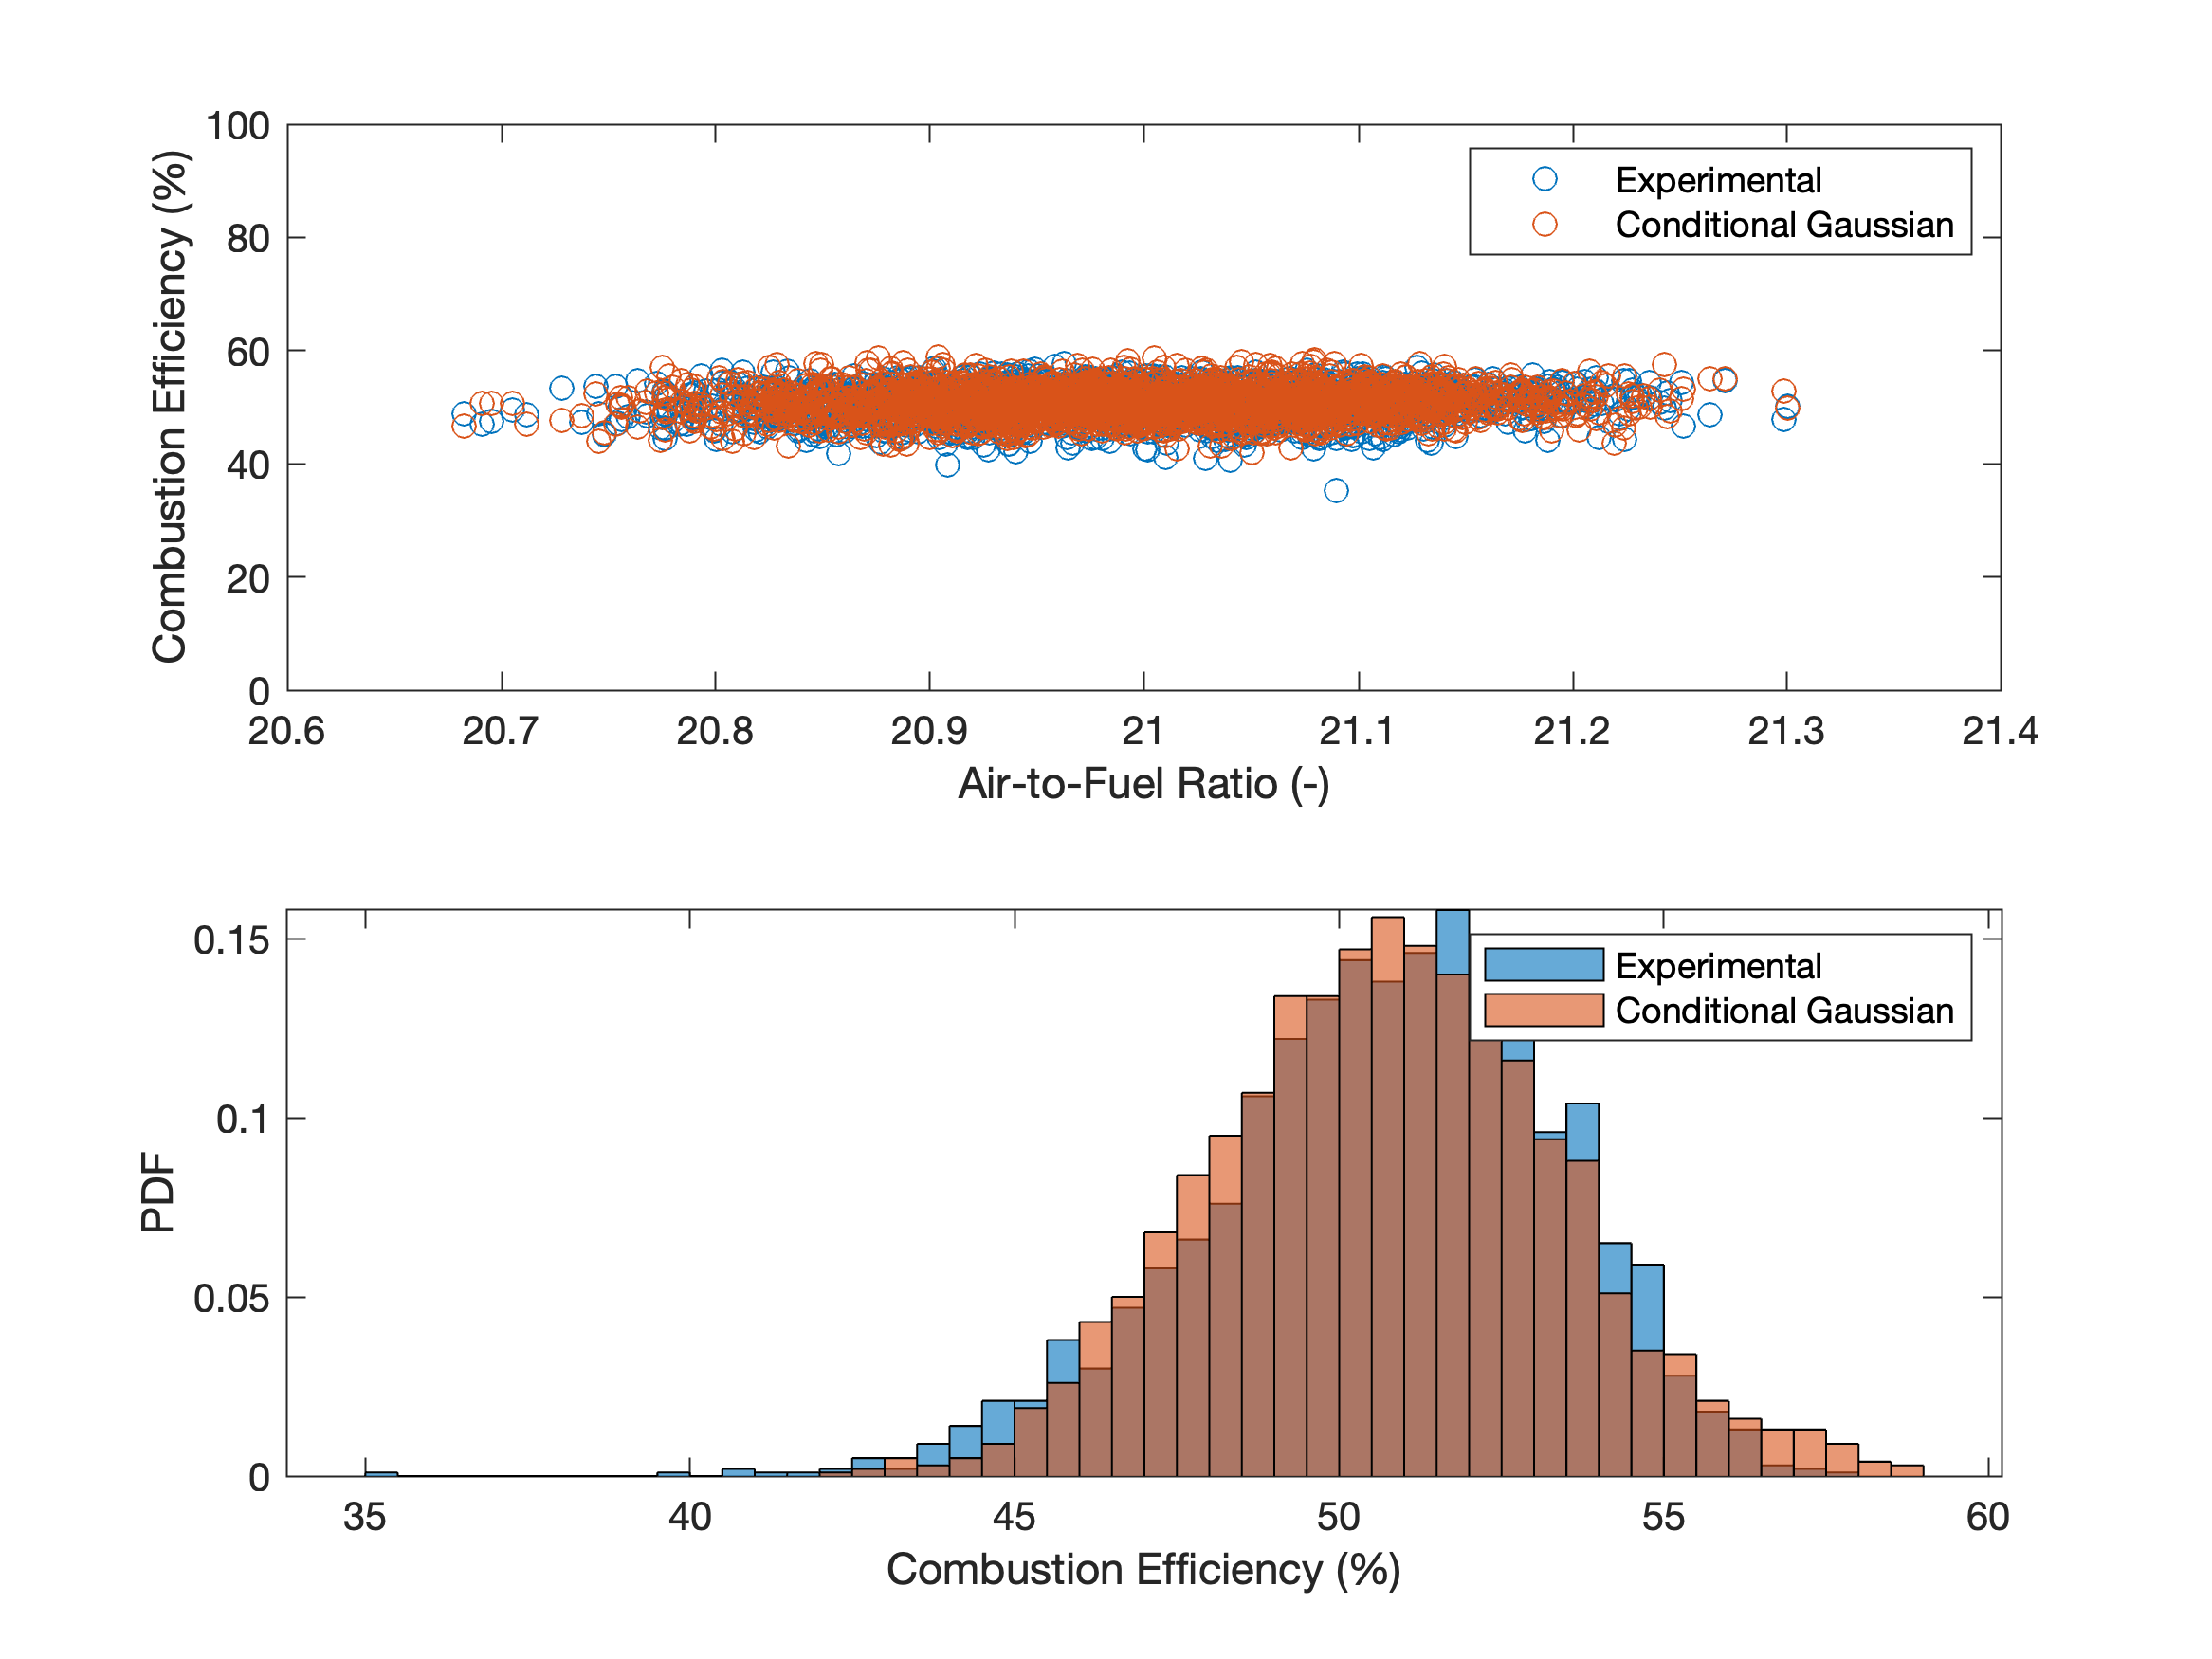 100
80
60
40
20
0
Combustion Efficiency (%)
Experimental
Conditional Gaussian
20.6 20.7 20.8 20.9 21 21.1 21.2 21.3 21.4
Air-to-Fuel Ratio (-)
0.15
0.1
0.05
0
PDF
Experimental
Conditional Gaussian
35 40 45 50 55 60
Combustion Efficiency (%)